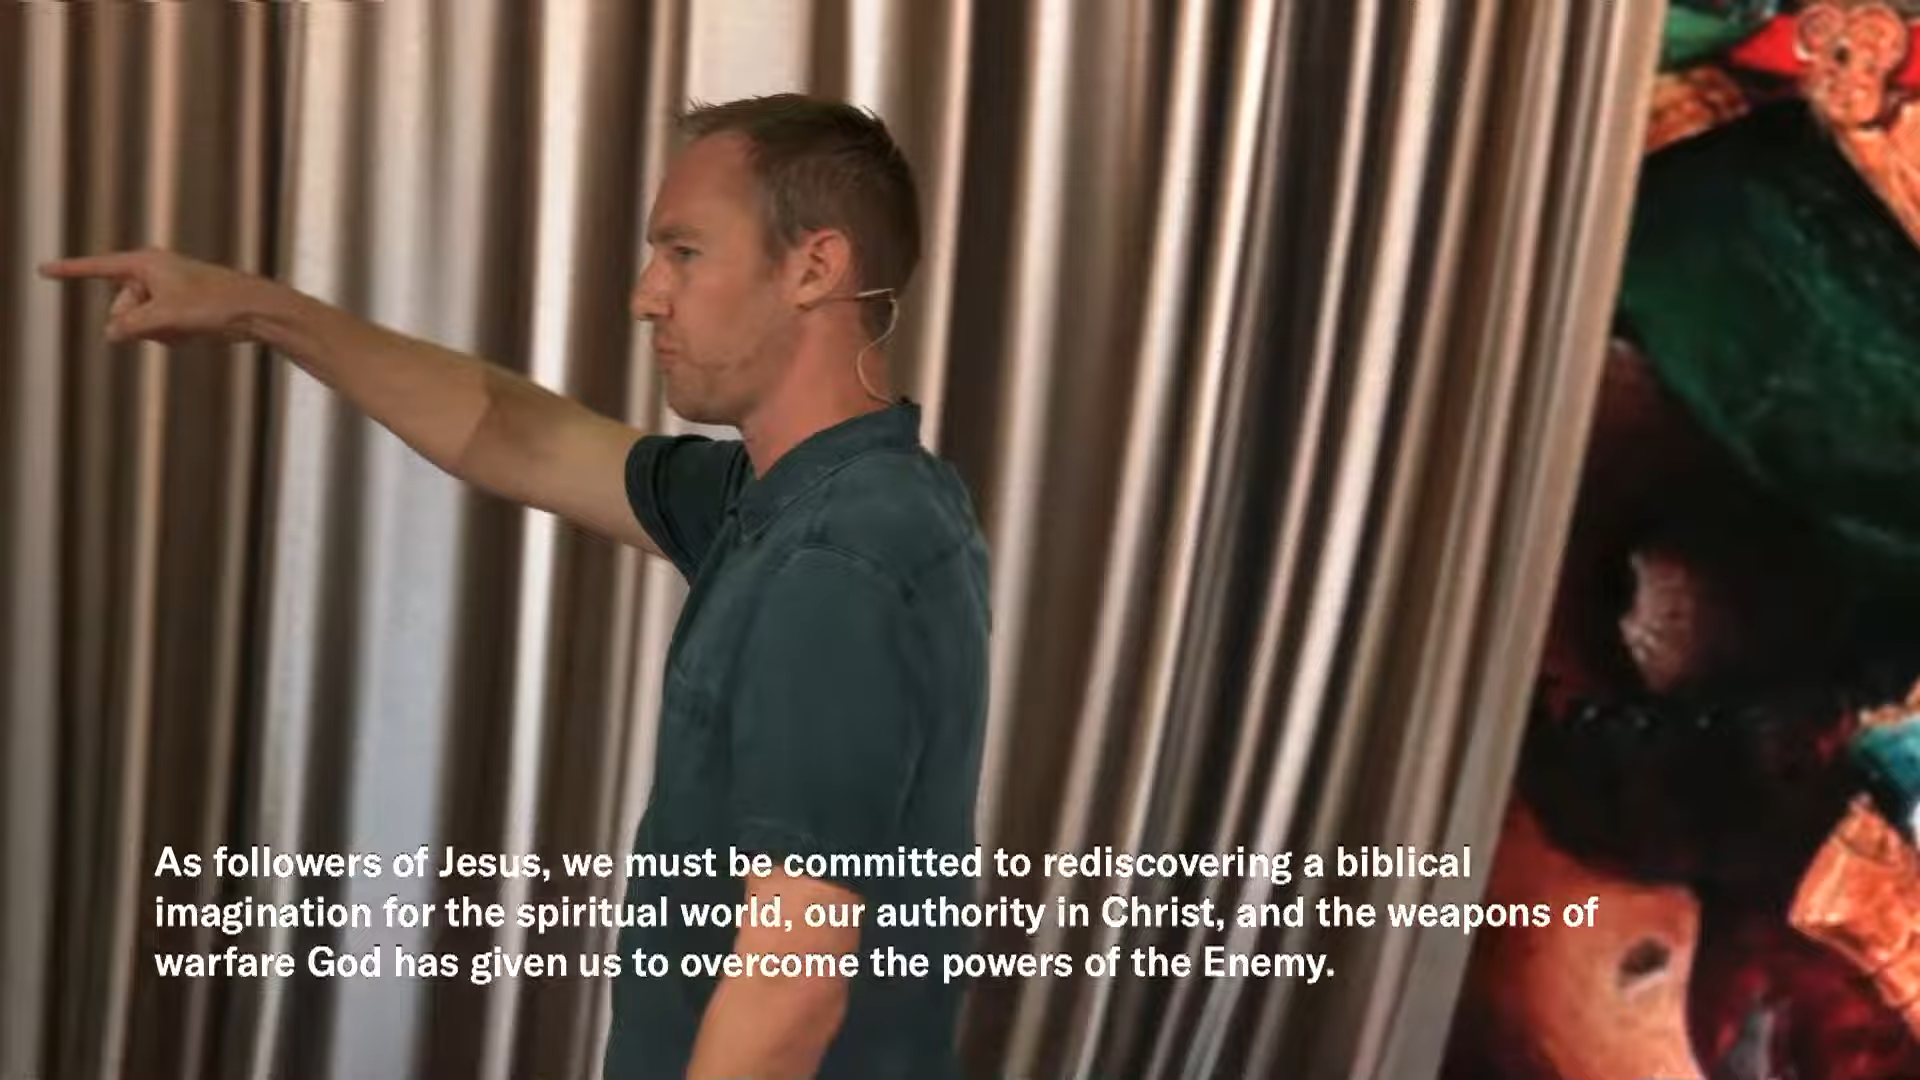 As followers of Jesus, we must be committed to rediscovering a biblical
imagination for the spiritual world, our authority in Christ, and the weapons of
warfare God has given us to overcome the powers of the Enemy.